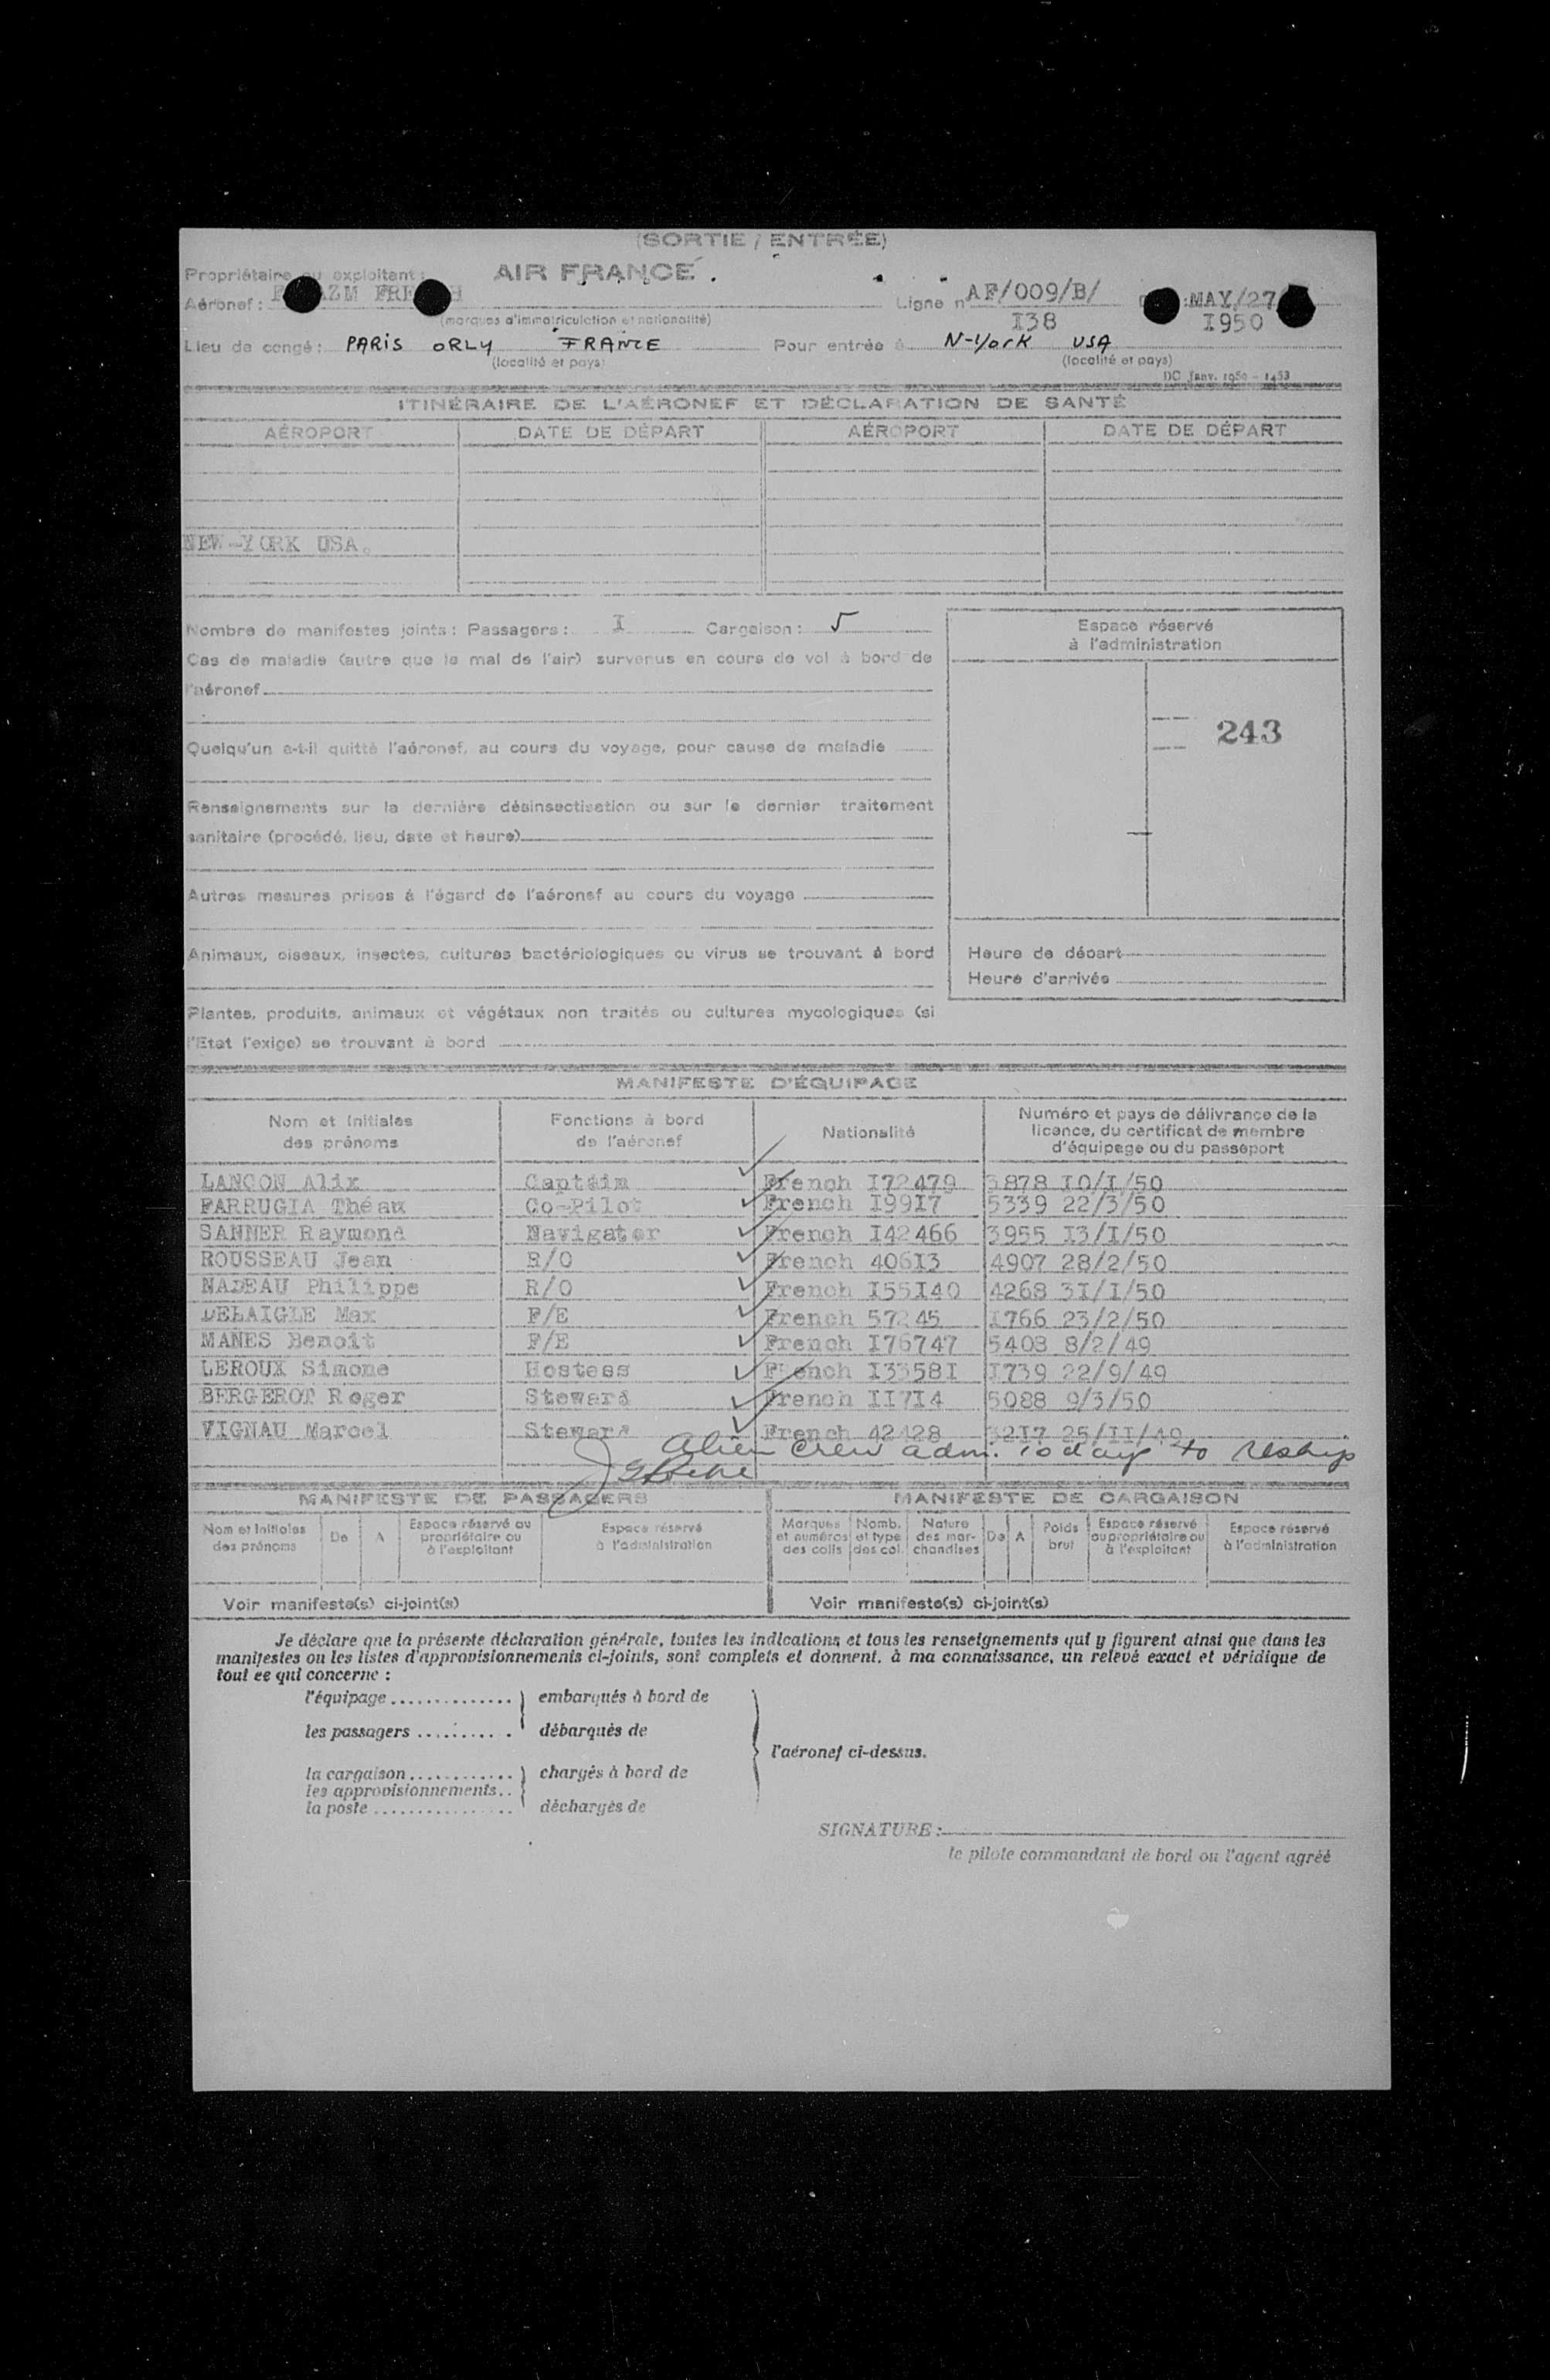 (SORTIE / ENTRÉE)
Propriétaire ou exploitant: AIR FRANCE.
Aéronef: AZM FRE H Ligne n AF/009/B/ MAY/27
(marques d'immatriculation et nationalité) I38 I950
Lieu de congé: PARIS ORLY FRANCE Pour entrée à N-York USA
(localité et pays) (localité et pays)
DC Janv. 1950 - 1453
ITINÉRAIRE DE L'AÉRONEF ET DÉCLARATION DE SANTÉ
AÉROPORT DATE DE DÉPART AÉROPORT DATE DE DÉPART
NEW-YORK USA.
Nombre de manifestes joints: Passagers: I Cargaison: 5
Cas de maladie (autre que le mal de l'air) survenus en cours de vol à bord de
l'aéronef
Quelqu'un a-t-il quitté l'aéronef, au cours du voyage, pour cause de maladie
Renseignements sur la dernière désinsectisation ou sur le dernier traitement
sanitaire (procédé, lieu, date et heure)
Autres mesures prises à l'égard de l'aéronef au cours du voyage
Animaux, oiseaux, insectes, cultures bactériologiques ou virus se trouvant à bord
Plantes, produits, animaux et végétaux non traités ou cultures mycologiques (si
l'Etat l'exige) se trouvant à bord
Espace réservé
à l'administration
243
Heure de départ
Heure d'arrivée
MANIFESTE D'ÉQUIPAGE
Nom et Initiales
des prénoms
Fonctions à bord
de l'aéronef
Nationalité
Numéro et pays de délivrance de la
licence, du certificat de membre
d'équipage ou du passeport
LANCON Alix Captaim French I72479 3878 I0/I/50
FARRUGIA Théaux Co-Pilot French I99I7 5339 22/3/50
SANNER Raymond Navigator French I42466 3955 I3/I/50
ROUSSEAU Jean R/O French 406I3 4907 28/2/50
NADEAU Philippe R/O French I55I40 4268 3I/I/50
DELAIGLE Max F/E French 57245 I766 23/2/50
MANES Benoit F/E French I76747 5403 8/2/49
LEROUX Simone Hostess French I3358I I739 22/9/49
BERGEROT Roger Steward French II7I4 5088 9/3/50
VIGNAU Marcel Steward French 42428 32I7 25/II/49
Alien crew adm. 10 days to reship
MANIFESTE DE PASSAGERS MANIFESTE DE CARGAISON
Nom et Initiales
des prénoms
De
A
Espace réservé au
propriétaire ou
à l'exploitant
Espace réservé
à l'administration
Marques
et numéros
des colis
Nomb.
et type
des col.
Nature
des mar-
chandises
De
A
Poids
brut
Espace réservé
au propriétaire ou
à l'exploitant
Espace réservé
à l'administration
Voir manifeste(s) ci-joint(s) Voir manifeste(s) ci-joint(s)
Je déclare que la présente déclaration générale, toutes les indications et tous les renseignements qui y figurent ainsi que dans les
manifestes ou les listes d'approvisionnements ci-joints, sont complets et donnent, à ma connaissance, un relevé exact et véridique de
tout ce qui concerne :
l'équipage .............. embarqués à bord de
les passagers ........... débarqués de
l'aéronef ci-dessus.
la cargaison ............ chargés à bord de
les approvisionnements..
la poste ................ déchargés de
SIGNATURE:
le pilote commandant de bord ou l'agent agréé